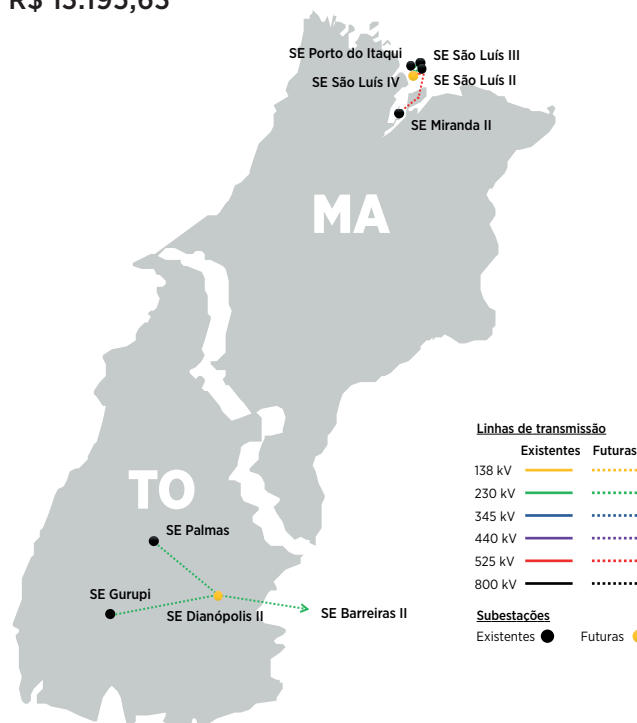 R$ 13.195,63
SE Porto do Itaqui
SE São Luís III
SE São Luís IV
SE São Luís II
SE Miranda II
MA
Linhas de transmissão
Existentes Futuras
138 kV
230 kV
345 kV
440 kV
525 kV
800 kV
Subestações
Existentes Futuras
TO
SE Palmas
SE Gurupi
SE Dianópolis II
SE Barreiras II